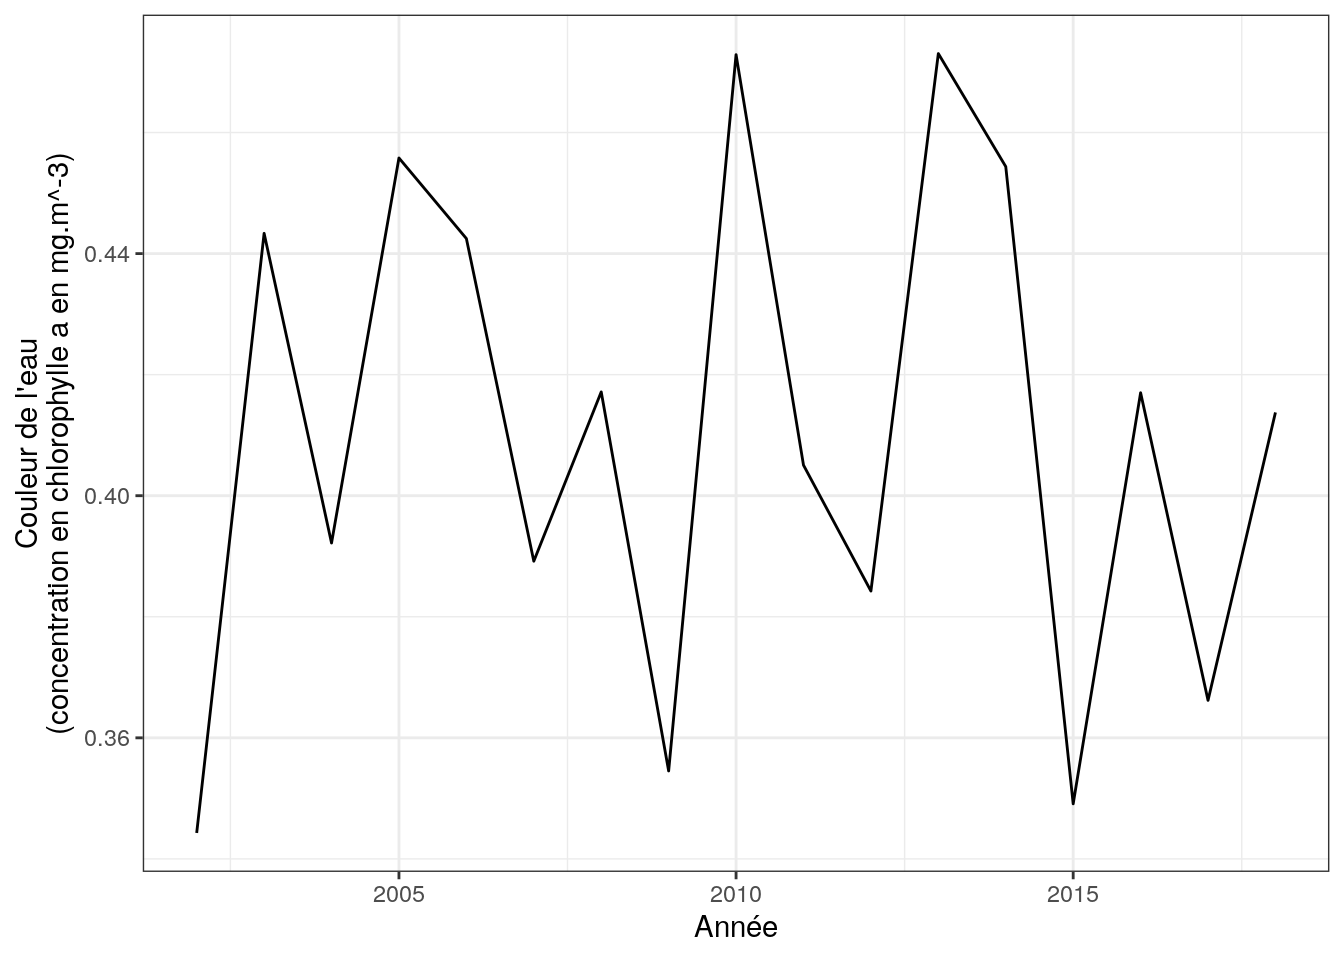 Couleur de l'eau
(concentration en chlorophylle a en mg.m^-3)
0.44
0.40
0.36
2005
2010
2015
Année